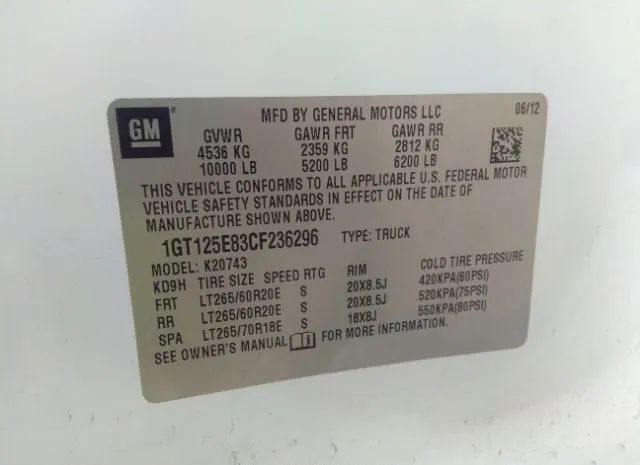 GM
MFD BY GENERAL MOTORS LLC 06/12
GVWR GAWR FRT GAWR RR
4536 KG 2359 KG 2812 KG
10000 LB 5200 LB 6200 LB
THIS VEHICLE CONFORMS TO ALL APPLICABLE U.S. FEDERAL MOTOR
VEHICLE SAFETY STANDARDS IN EFFECT ON THE DATE OF
MANUFACTURE SHOWN ABOVE.
1GT125E83CF236296 TYPE: TRUCK
MODEL: K20743
KD9H TIRE SIZE SPEED RTG RIM COLD TIRE PRESSURE
FRT LT265/60R20E S 20X8.5J 420KPA(60PSI)
RR LT265/60R20E S 20X8.5J 520KPA(75PSI)
SPA LT265/70R18E S 18X8J 550KPA(80PSI)
SEE OWNER'S MANUAL FOR MORE INFORMATION.